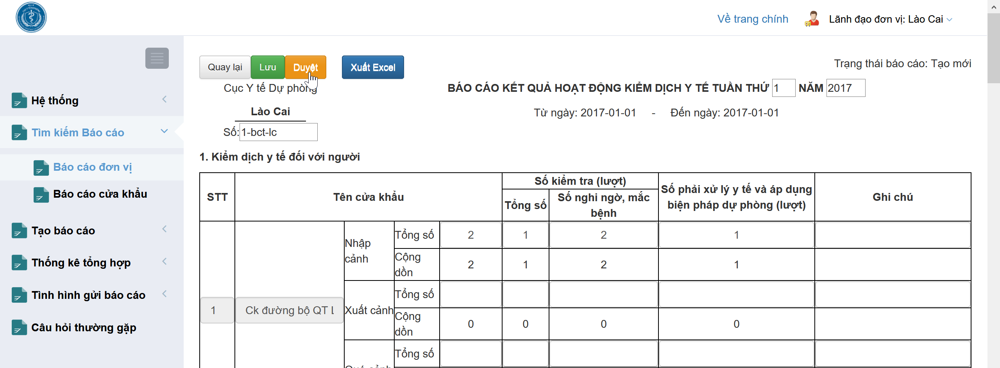 Về trang chính
Lãnh đạo đơn vị: Lào Cai
Hệ thống
Tìm kiếm Báo cáo
Báo cáo đơn vị
Báo cáo cửa khẩu
Tạo báo cáo
Thống kê tổng hợp
Tình hình gửi báo cáo
Câu hỏi thường gặp
Quay lại Lưu Duyệt Xuất Excel
Trạng thái báo cáo: Tạo mới
Cục Y tế Dự phòng
BÁO CÁO KẾT QUẢ HOẠT ĐỘNG KIỂM DỊCH Y TẾ TUẦN THỨ 1 NĂM 2017
Lào Cai
Từ ngày: 2017-01-01 - Đến ngày: 2017-01-01
Số: 1-bct-lc
1. Kiểm dịch y tế đối với người
STT
Tên cửa khẩu
Số kiểm tra (lượt)
Tổng số
Số nghi ngờ, mắc
bệnh
Số phải xử lý y tế và áp dụng
biện pháp dự phòng (lượt)
Ghi chú
1
Ck đường bộ QT L
Nhập
cảnh
Tổng số 2 1 2 1
Cộng
dồn
2 1 2 1
Xuất cảnh
Tổng số
Cộng
dồn
0 0 0 0
Tổng số